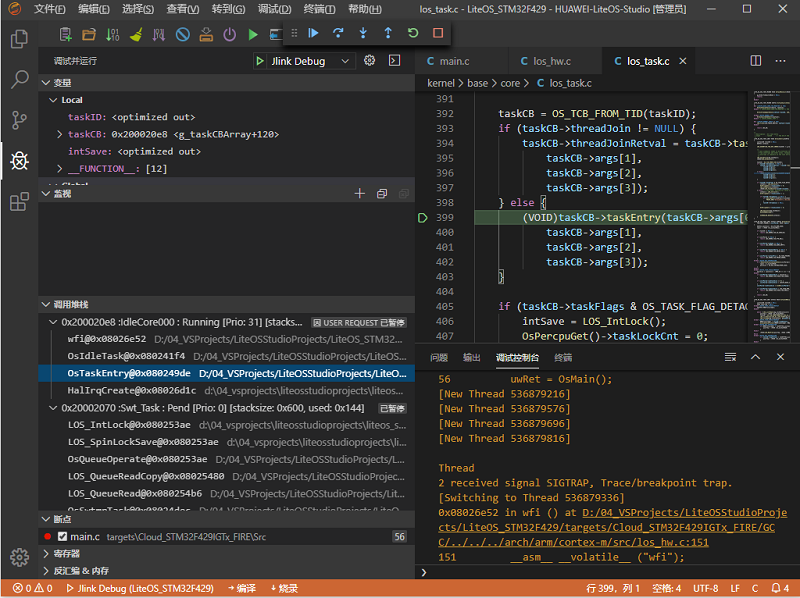 文件(F) 编辑(E) 选择(S) 查看(V) 转到(G) 调试(D) 终端(T) 帮助(H) los_task.c - LiteOS_STM32F429 - HUAWEI-LiteOS-Studio [管理员]
调试并运行 Jlink Debug
main.c los_hw.c los_task.c
变量
kernel > base > core > C los_task.c
Local
taskID: <optimized out>
taskCB: 0x200020e8 <g_taskCBArray+120>
intSave: <optimized out>
__FUNCTION__: [12]
Global
监视
391
392 taskCB = OS_TCB_FROM_TID(taskID);
393 if (taskCB->threadJoin != NULL) {
394 taskCB->threadJoinRetval = taskCB->tas
395 taskCB->args[1],
396 taskCB->args[2],
397 taskCB->args[3]);
398 } else {
399 (VOID)taskCB->taskEntry(taskCB->args[0
400 taskCB->args[1],
401 taskCB->args[2],
402 taskCB->args[3]);
403 }
404
405 if (taskCB->taskFlags & OS_TASK_FLAG_DETAC
406 intSave = LOS_IntLock();
407 OsPercpuGet()->taskLockCnt = 0;
调用堆栈
0x200020e8 :IdleCore000 : Running [Prio: 31] [stacks... 因 USER REQUEST 已暂停
wfi@0x08026e52 D:/04_VSProjects/LiteOSStudioProjects/LiteOS_STM32...
OsIdleTask@0x080241f4 D:/04_VSProjects/LiteOSStudioProjects/LiteOS...
OsTaskEntry@0x080249de D:/04_VSProjects/LiteOSStudioProjects/LiteO...
HalIrqCreate@0x08026d1c d:\04_vsprojects\liteosstudioprojects\liteos...
0x20002070 :Swt_Task : Pend [Prio: 0] [stacksize: 0x600, used: 0x144] 已暂停
LOS_IntLock@0x080253ae d:\04_vsprojects\liteosstudioprojects\liteos_s...
LOS_SpinLockSave@0x080253ae d:\04_vsprojects\liteosstudioprojects\li...
OsQueueOperate@0x080253ae D:/04_VSProjects/LiteOSStudioProjects/...
LOS_QueueReadCopy@0x08025480 D:/04_VSProjects/LiteOSStudioProj...
LOS_QueueRead@0x080254b6 D:/04_VSProjects/LiteOSStudioProjects/L...
断点
main.c targets\Cloud_STM32F429IGTx_FIRE\Src 56
寄存器
反汇编 & 内存
问题 输出 调试控制台 终端
56 uwRet = OsMain();
[New Thread 536879216]
[New Thread 536879576]
[New Thread 536879696]
[New Thread 536879816]
Thread
2 received signal SIGTRAP, Trace/breakpoint trap.
[Switching to Thread 536879336]
0x08026e52 in wfi () at D:/04_VSProjects/LiteOSStudioProje
cts/LiteOS_STM32F429/targets/Cloud_STM32F429IGTx_FIRE/GC
C/../../../arch/arm/cortex-m/src/los_hw.c:151
151 __asm__ __volatile__ ("wfi");
0 0 Jlink Debug (LiteOS_STM32F429) 编译 烧录 行 399, 列 1 空格: 4 UTF-8 LF C 4